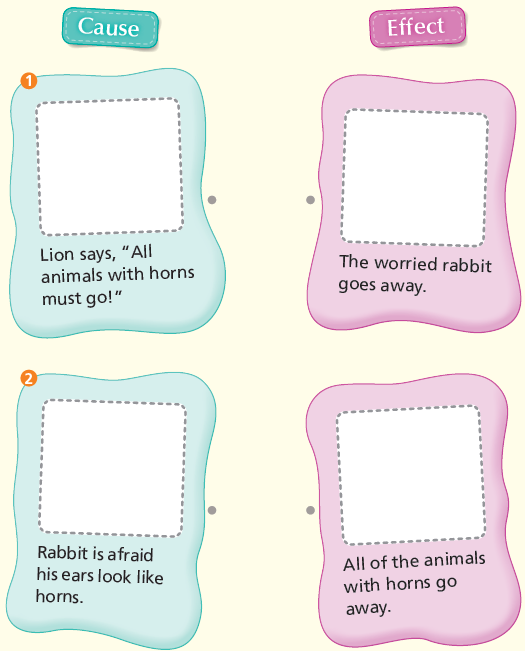 Cause
Effect
1
Lion says, “All
animals with horns
must go!”
The worried rabbit
goes away.
2
Rabbit is afraid
his ears look like
horns.
All of the animals
with horns go
away.